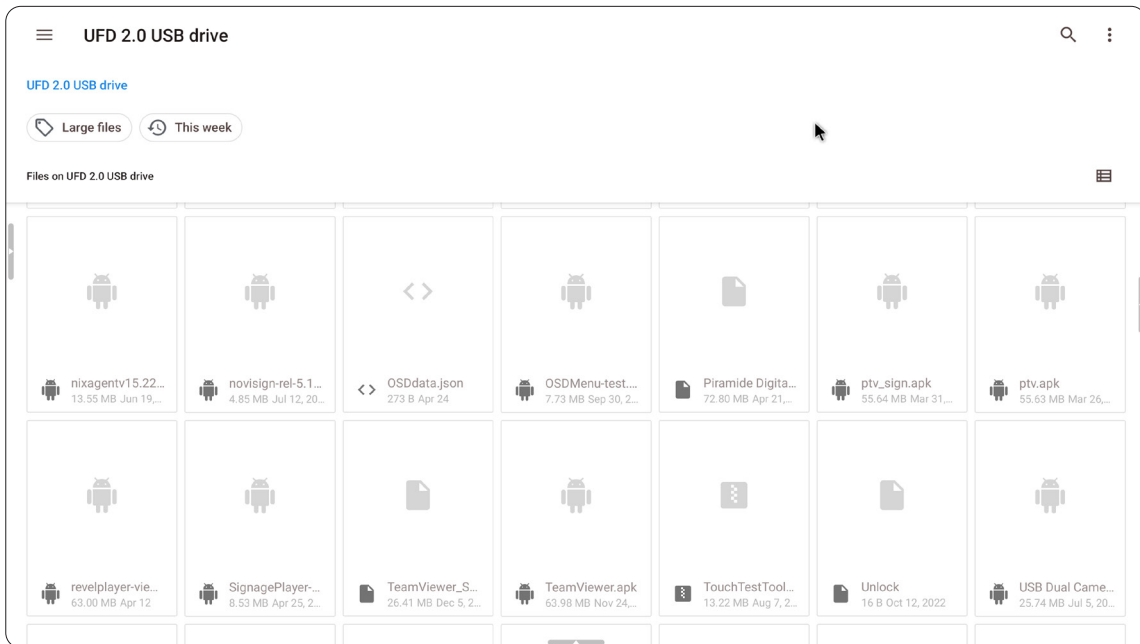 UFD 2.0 USB drive
UFD 2.0 USB drive
Large files
This week
Files on UFD 2.0 USB drive
nixagentv15.22...
13.55 MB Jun 19,...
novisign-rel-5.1...
4.85 MB Jul 12, 20...
OSDdata.json
273 B Apr 24
OSDMenu-test....
7.73 MB Sep 30, 2...
Piramide Digita...
72.80 MB Apr 21,...
ptv_sign.apk
55.64 MB Mar 31,...
ptv.apk
55.63 MB Mar 26,...
revelplayer-vie...
63.00 MB Apr 12
SignagePlayer-...
8.53 MB Apr 25, 2...
TeamViewer_S...
26.41 MB Dec 5, 2...
TeamViewer.apk
63.98 MB Nov 24,...
TouchTestTool...
13.22 MB Aug 7, 2...
Unlock
16 B Oct 12, 2022
USB Dual Came...
25.74 MB Jul 5, 20...